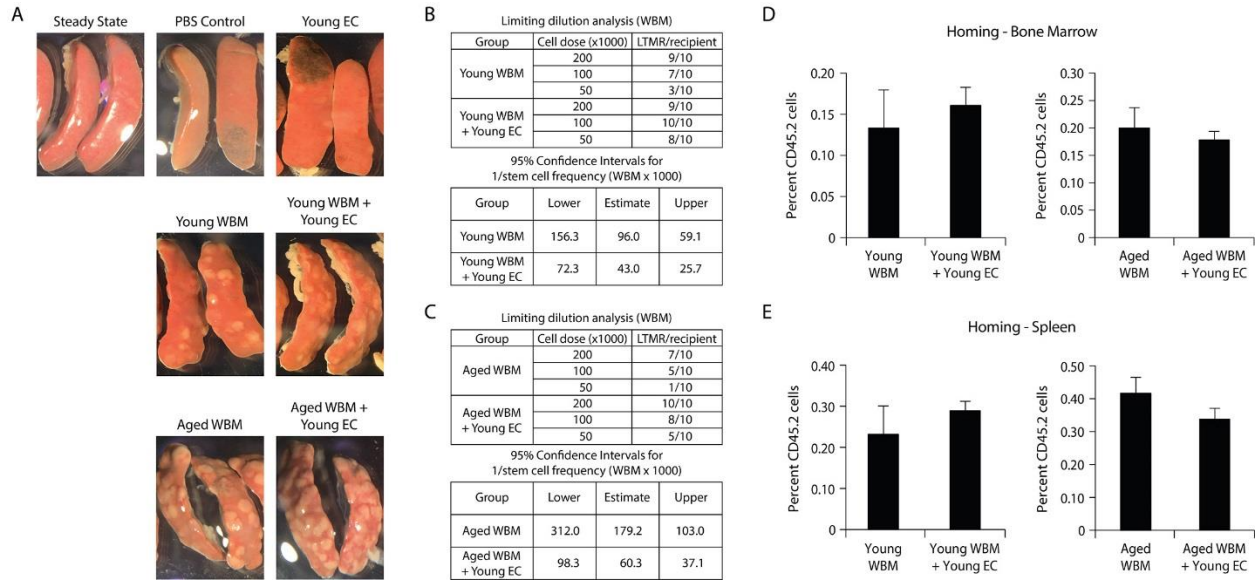 A
Steady State
PBS Control
Young EC
Young WBM
Young WBM +
Young EC
Aged WBM
Aged WBM +
Young EC
B
Limiting dilution analysis (WBM)
Group Cell dose (x1000) LTMR/recipient
Young WBM
200 9/10
100 7/10
50 3/10
Young WBM
+ Young EC
200 9/10
100 10/10
50 8/10
95% Confidence Intervals for
1/stem cell frequency (WBM x 1000)
Group Lower Estimate Upper
Young WBM 156.3 96.0 59.1
Young WBM
+ Young EC
72.3 43.0 25.7
C
Limiting dilution analysis (WBM)
Group Cell dose (x1000) LTMR/recipient
Aged WBM
200 7/10
100 5/10
50 1/10
Aged WBM
+ Young EC
200 10/10
100 8/10
50 5/10
95% Confidence Intervals for
1/stem cell frequency (WBM x 1000)
Group Lower Estimate Upper
Aged WBM 312.0 179.2 103.0
Aged WBM
+ Young EC
98.3 60.3 37.1
D
Homing - Bone Marrow
Percent CD45.2 cells
0.20
0.15
0.10
0.05
0
Young
WBM
Young WBM
+ Young EC
Percent CD45.2 cells
0.30
0.25
0.20
0.15
0.10
0.05
0
Aged
WBM
Aged WBM
+ Young EC
E
Homing - Spleen
Percent CD45.2 cells
0.40
0.30
0.20
0.10
0
Young
WBM
Young WBM
+ Young EC
Percent CD45.2 cells
0.50
0.40
0.30
0.20
0.10
0
Aged
WBM
Aged WBM
+ Young EC